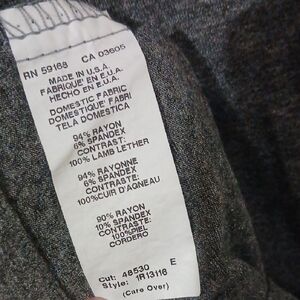 RN 59168 CA 03605
MADE IN U.S.A.
FABRIQUE EN E.U.A.
HECHO EN E.U.A.
DOMESTIC FABRIC
DOMESTIQUE FABRI
TELA DOMESTICA
94% RAYON
6% SPANDEX
CONTRAST:
100% LAMB LETHER
94% RAYONNE
6% SPANDEX
CONTRASTE:
100%CUIR D'AGNEAU
90% RAYON
10% SPANDEX
CONTRASTE:
100%PIEL
CORDERO
Cut: 48530 E
Style: 1R13116
(Care Over)